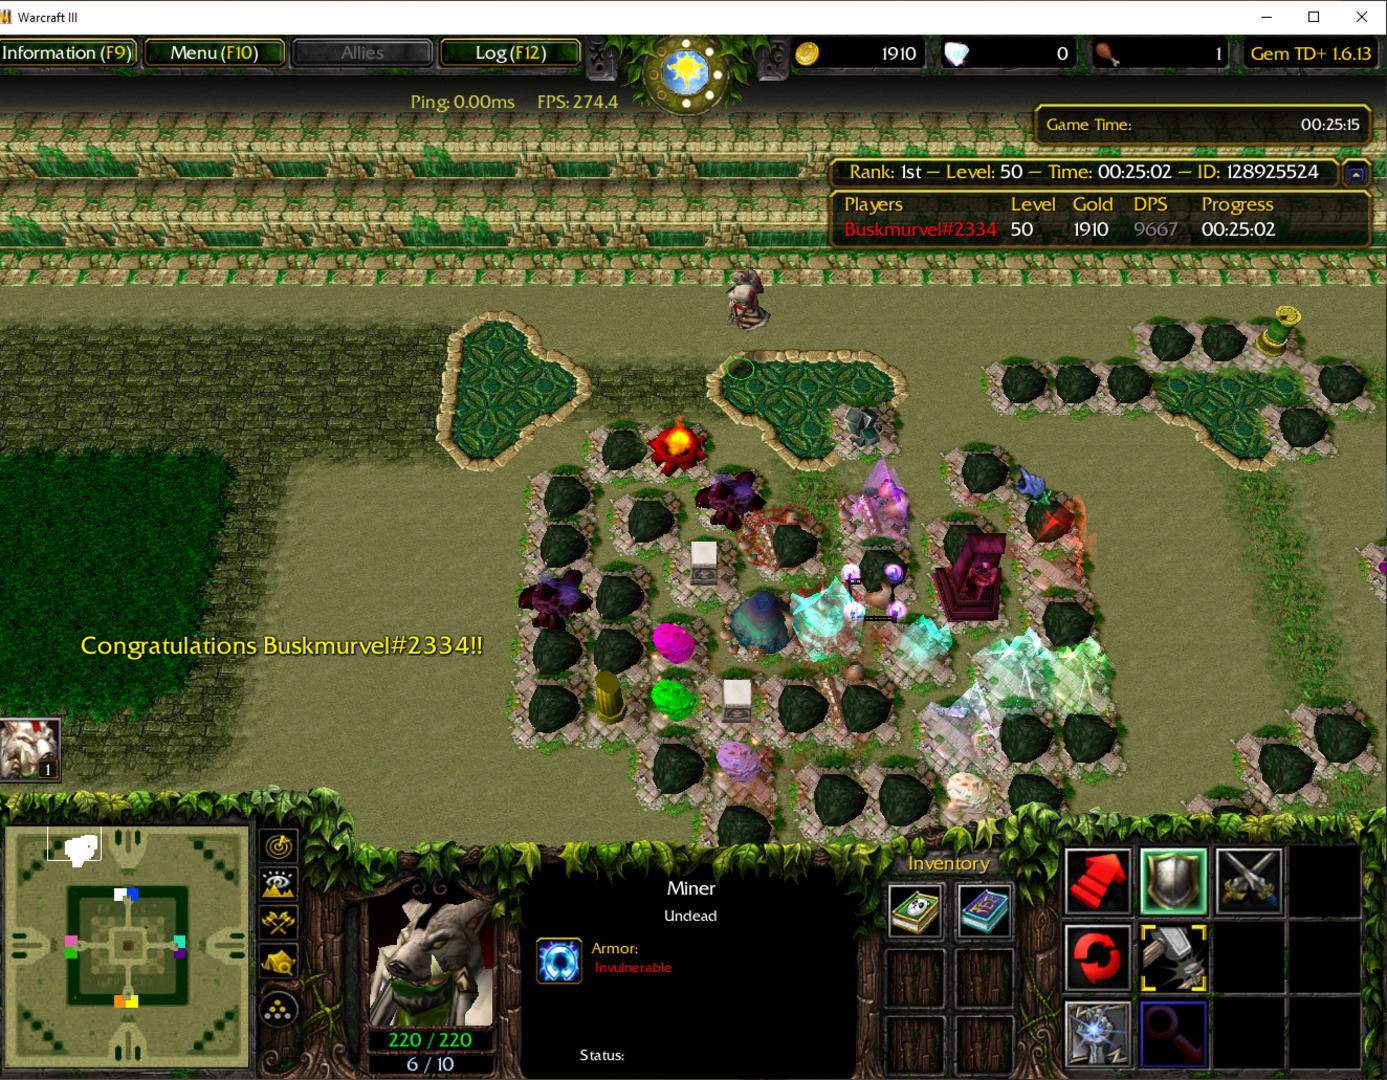 Warcraft III
Information (F9)
Menu (F10)
Allies
Log (F12)
1910
0
1
Gem TD+ 1.6.13
Ping: 0.00ms FPS: 274.4
Game Time: 00:25:15
Rank: 1st — Level: 50 — Time: 00:25:02 — ID: 128925524
Players Level Gold DPS Progress
Buskmurvel#2334 50 1910 9667 00:25:02
Congratulations Buskmurvel#2334!!
1
Miner
Undead
Armor:
Invulnerable
Status:
220 / 220
6 / 10
Inventory